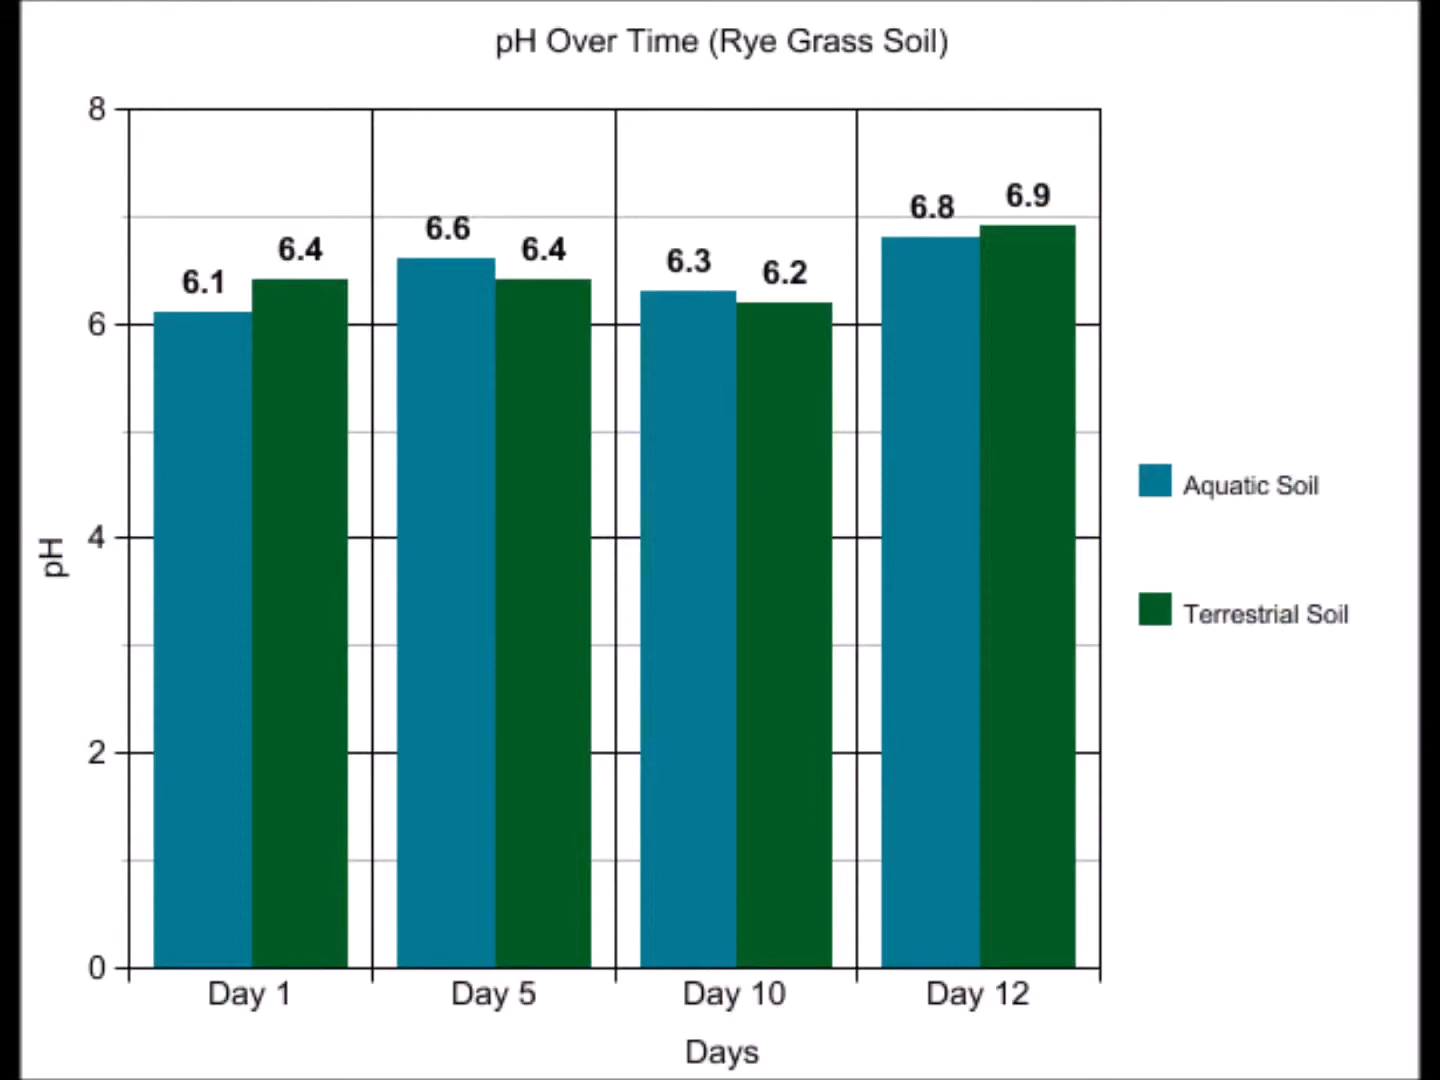 pH Over Time (Rye Grass Soil)
8
6
4
2
0
pH
6.1
6.4
6.6
6.4
6.3
6.2
6.8
6.9
Day 1
Day 5
Day 10
Day 12
Days
Aquatic Soil
Terrestrial Soil